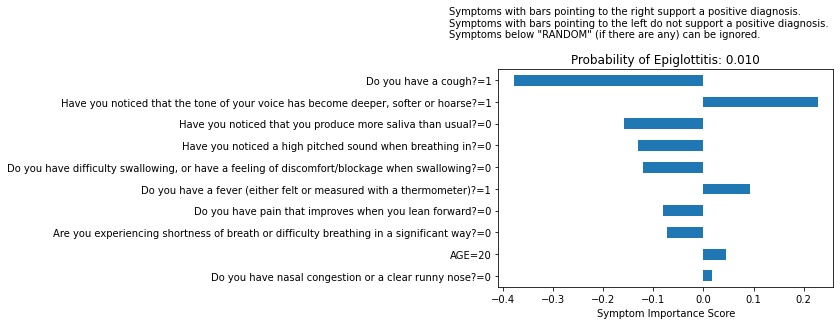 Symptoms with bars pointing to the right support a positive diagnosis.
Symptoms with bars pointing to the left do not support a positive diagnosis.
Symptoms below "RANDOM" (if there are any) can be ignored.
Probability of Epiglottitis: 0.010
Do you have a cough?=1
Have you noticed that the tone of your voice has become deeper, softer or hoarse?=1
Have you noticed that you produce more saliva than usual?=0
Have you noticed a high pitched sound when breathing in?=0
Do you have difficulty swallowing, or have a feeling of discomfort/blockage when swallowing?=0
Do you have a fever (either felt or measured with a thermometer)?=1
Do you have pain that improves when you lean forward?=0
Are you experiencing shortness of breath or difficulty breathing in a significant way?=0
AGE=20
Do you have nasal congestion or a clear runny nose?=0
−0.4 −0.3 −0.2 −0.1 0.0 0.1 0.2
Symptom Importance Score